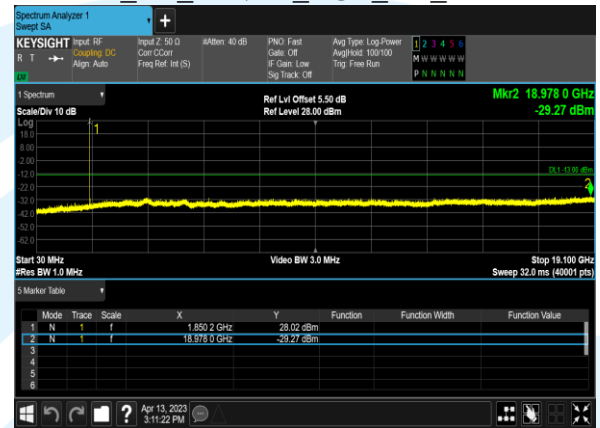 Spectrum Analyzer 1
Swept SA
KEYSIGHT
R T
Input: RF
Coupling: DC
Align: Auto
Input Z: 50 Ω
Corr CCorr
Freq Ref: Int (S)
#Atten: 40 dB
PNO: Fast
Gate: Off
IF Gain: Low
Sig Track: Off
Avg Type: Log-Power
Avg|Hold: 100/100
Trig: Free Run
1 2 3 4 5 6
M W W W W W
P N N N N N
1 Spectrum
Scale/Div 10 dB
Ref Lvl Offset 5.50 dB
Ref Level 28.00 dBm
Mkr2 18.978 0 GHz
-29.27 dBm
Log
1
18.0
8.00
-2.00
-12.0
DL1 -13.00 dBm
-22.0
2
-32.0
-42.0
-52.0
-62.0
Start 30 MHz
#Res BW 1.0 MHz
Video BW 3.0 MHz
Stop 19.100 GHz
Sweep 32.0 ms (40001 pts)
5 Marker Table
Mode Trace Scale X Y Function Function Width Function Value
1 N 1 f 1.850 2 GHz 28.02 dBm
2 N 1 f 18.978 0 GHz -29.27 dBm
3
4
5
6
?
Apr 13, 2023
3:11:22 PM